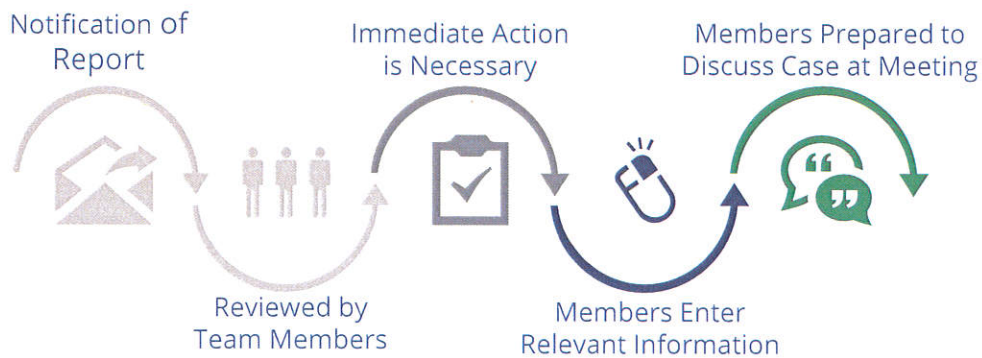 Notification of
Report
Reviewed by
Team Members
Immediate Action
is Necessary
Members Enter
Relevant Information
Members Prepared to
Discuss Case at Meeting